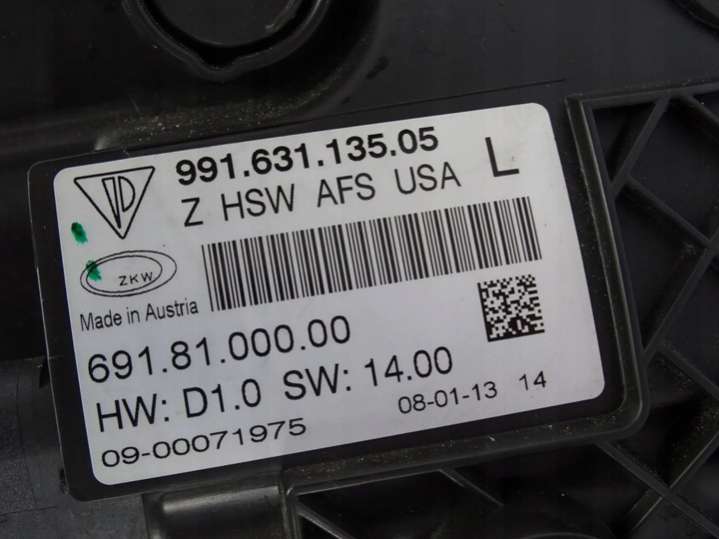 991.631.135.05
Z HSW AFS USA L
ZKW
Made in Austria
691.81.000.00
HW: D1.0 SW: 14.00
09-00071975 08-01-13 14